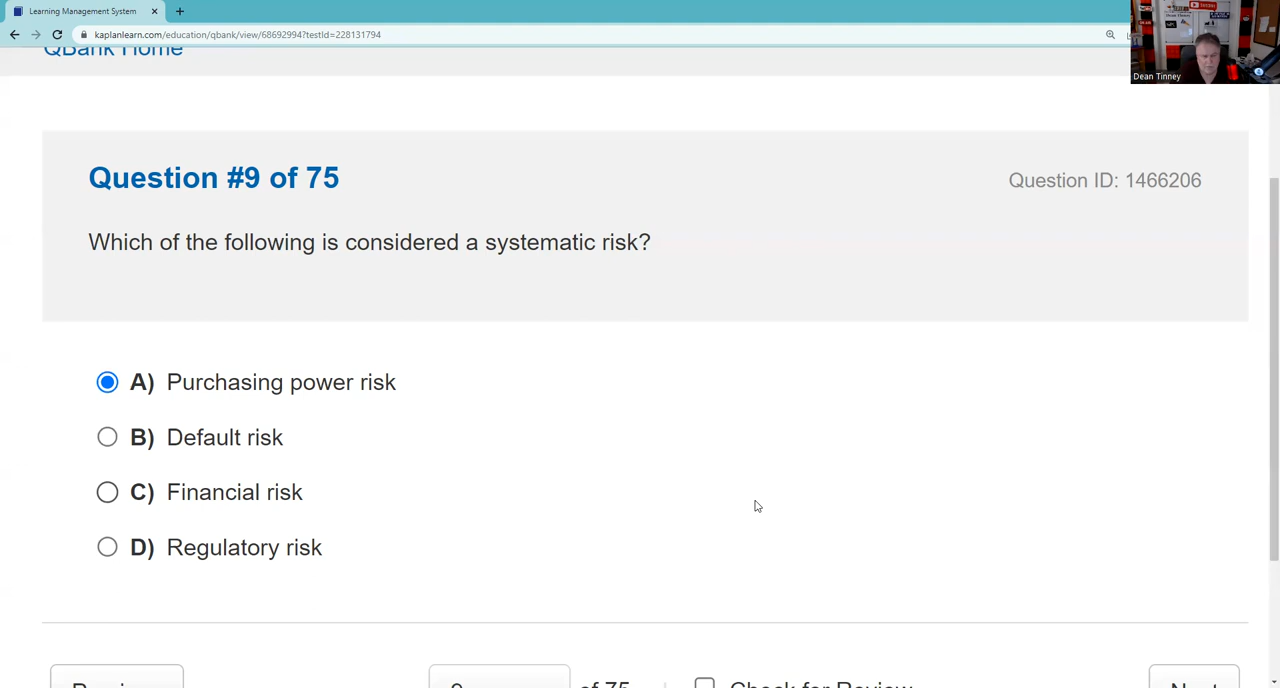 Learning Management System
kaplanlearn.com/education/qbank/view/68692994?testId=228131794
Dean Tinney
QBank Home
Question #9 of 75
Question ID: 1466206
Which of the following is considered a systematic risk?
A) Purchasing power risk
B) Default risk
C) Financial risk
D) Regulatory risk
9 of 75
Check for Review
Next